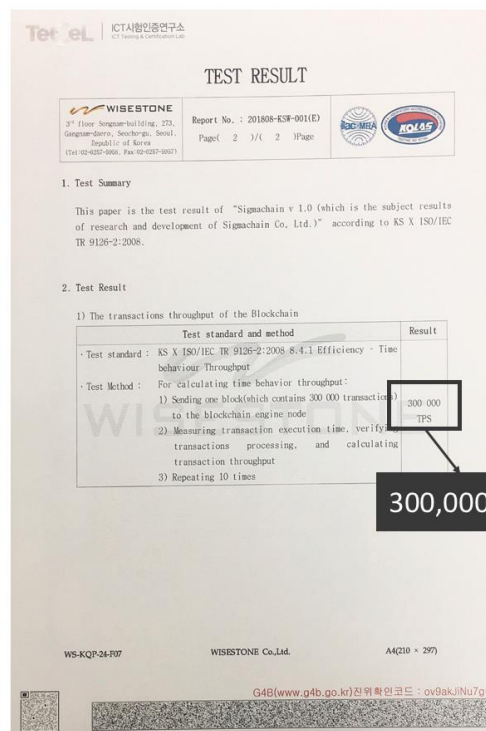 TeL
ICT시험인증연구소
ICT Testing & Certification Lab
TEST RESULT
WISESTONE
3rd floor Songnam-building, 273,
Gangnam-daero, Seocho-gu, Seoul.
Republic of Korea
Report No. : 201808-KSW-001(E)
Page( 2 )/( 2 )Page
ilac-MRA
KOLAS
1. Test Summary
This paper is the test result of "Sigmachain v 1.0 (which is the subject results
of research and development of Sigmachain Co, Ltd.)" according to KS X ISO/IEC
TR 9126-2:2008.
2. Test Result
1) The transactions throughput of the Blockchain
Test standard and method
Result
· Test standard : KS X ISO/IEC TR 9126-2:2008 8.4.1 Efficiency - Time
behaviour Throughput
· Test Method : For calculating time behavior throughput:
1) Sending one block(which contains 300 000 transactions)
to the blockchain engine node
2) Measuring transaction execution time, verifying
transactions processing, and calculating
transaction throughput
3) Repeating 10 times
300 000
TPS
WISESTONE
300,000
WS-KQP-24-F07
WISESTONE Co.,Ltd.
A4(210 × 297)
G4B(www.g4b.go.kr)진위확인코드 : ov9akJiNu7g